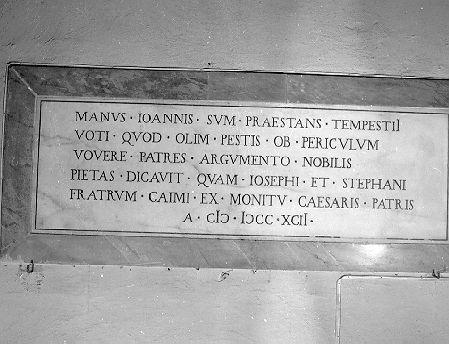 MANVS · IOANNIS · SVM · PRAESTANS · TEMPESTII
VOTI · QVOD · OLIM · PESTIS · OB · PERICVLVM
VOVERE · PATRES · ARGVMENTO · NOBILIS
PIETAS · DICAVIT · QVAM · IOSEPHI · ET · STEPHANI
FRATRVM · CAIMI · EX · MONITV · CAESARIS · PATRIS
A · CIↃ · IↃCC · XCII ·